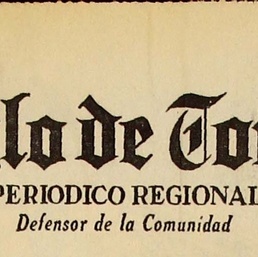 lo de To
PERIODICO REGIONAL
Defensor de la Comunidad